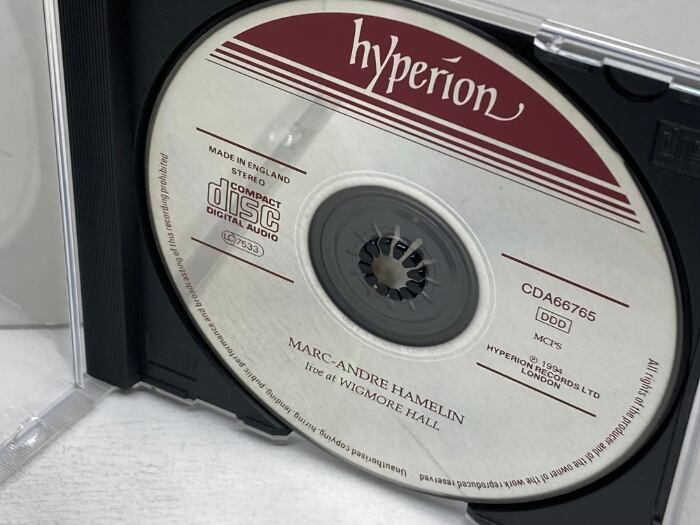 hyperion
MADE IN ENGLAND
STEREO
COMPACT
disc
DIGITAL AUDIO
LC 7533
CDA66765
DDD
MCPS
℗ 1994
HYPERION RECORDS LTD
LONDON
MARC-ANDRE HAMELIN
live at WIGMORE HALL
All rights of the producer and of the owner of the work reproduced reserved
Unauthorised copying, hiring, lending, public performance and broadcasting of this recording prohibited